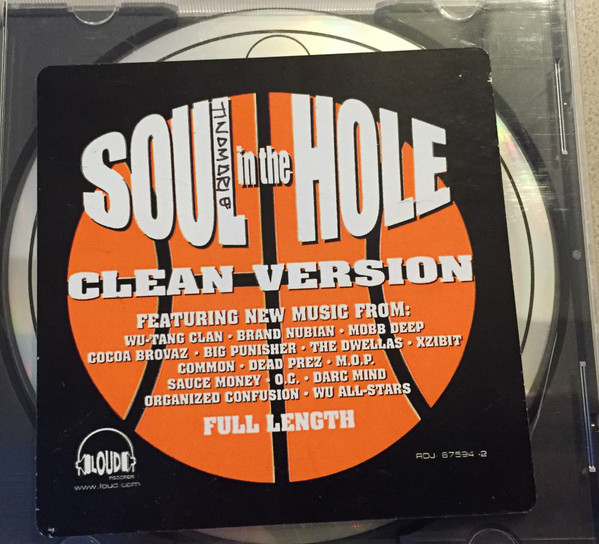 SOUL in the HOLE
CLEAN VERSION
FEATURING NEW MUSIC FROM:
WU-TANG CLAN · BRAND NUBIAN · MOBB DEEP
COCOA BROVAZ · BIG PUNISHER · THE DWELLAS · XZIBIT
COMMON · DEAD PREZ · M.O.P.
SAUCE MONEY · O.C. · DARC MIND
ORGANIZED CONFUSION · WU ALL-STARS
FULL LENGTH
LOUD
RECORDS
www.loud.com
RDJ 67594-2